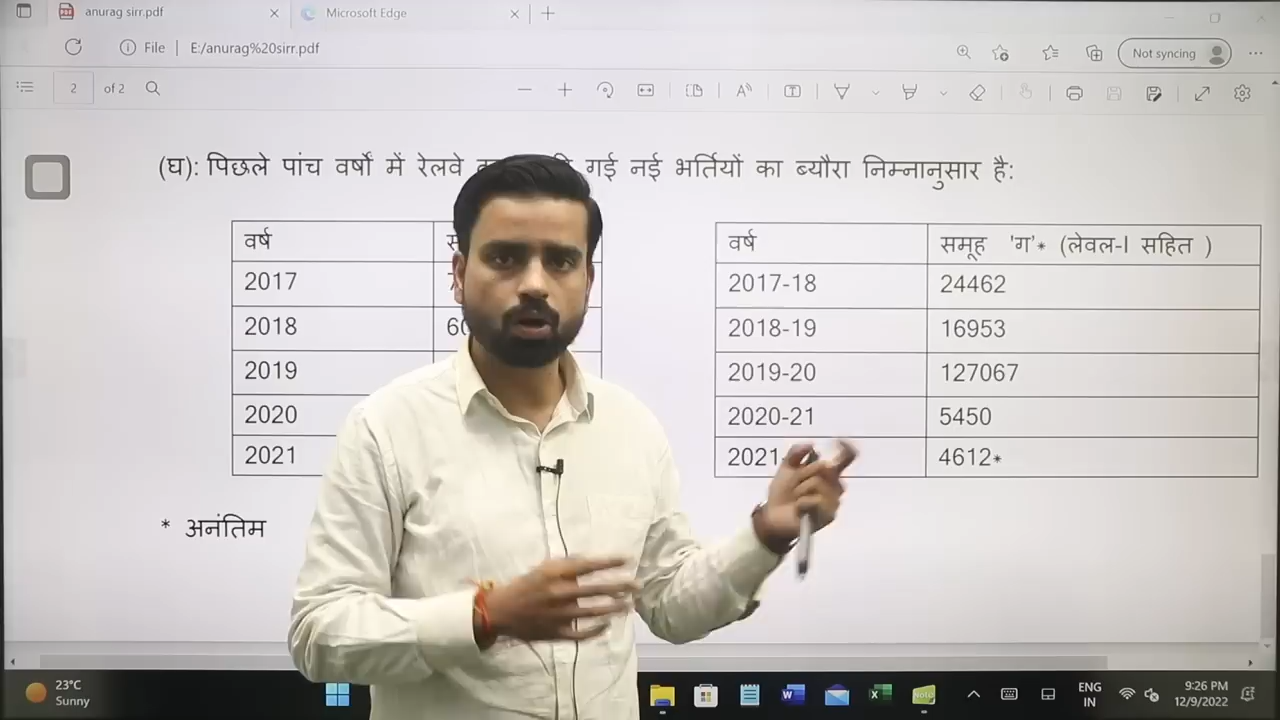 anurag sirr.pdf
Microsoft Edge
File
E:/anurag%20sirr.pdf
Not syncing
2 of 2
(घ): पिछले पांच वर्षों में रेलवे गई नई भर्तियों का ब्यौरा निम्नानुसार है:
वर्ष
2017
2018 60
2019
2020
2021
वर्ष समूह 'ग'* (लेवल-I सहित )
2017-18 24462
2018-19 16953
2019-20 127067
2020-21 5450
2021- 4612*
* अनंतिम
23°C
Sunny
Note
ENG
IN
9:26 PM
12/9/2022